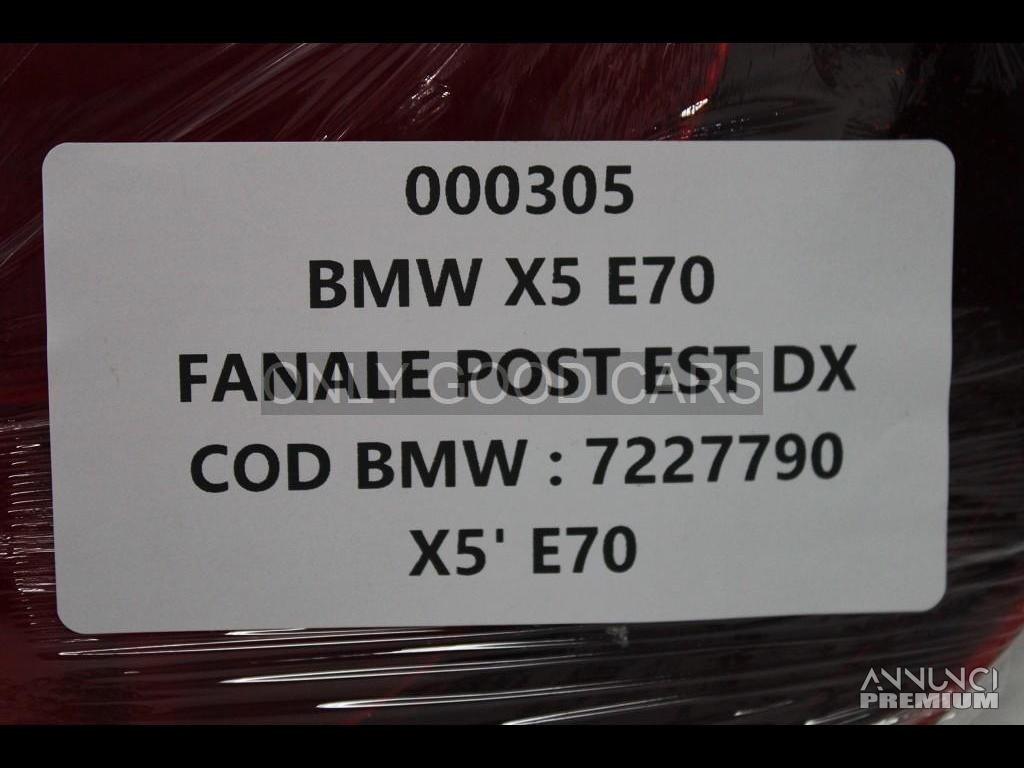 000305
BMW X5 E70
FANALE POST EST DX
ONLY GOOD CARS
COD BMW : 7227790
X5' E70
ANNUNCI
PREMIUM